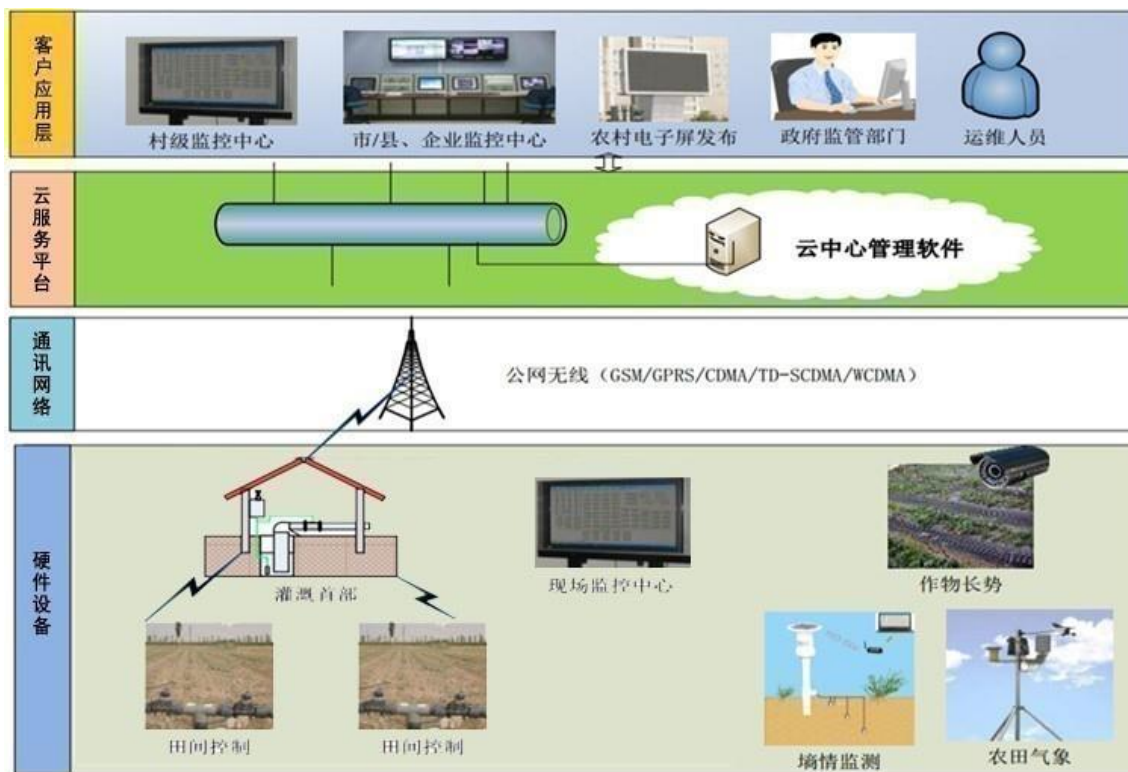 客户应用层
村级监控中心
市/县、企业监控中心
农村电子屏发布
政府监管部门
运维人员
云服务平台
云中心管理软件
通讯网络
公网无线（GSM/GPRS/CDMA/TD-SCDMA/WCDMA）
硬件设备
灌溉首部
现场监控中心
作物长势
田间控制
田间控制
墒情监测
农田气象